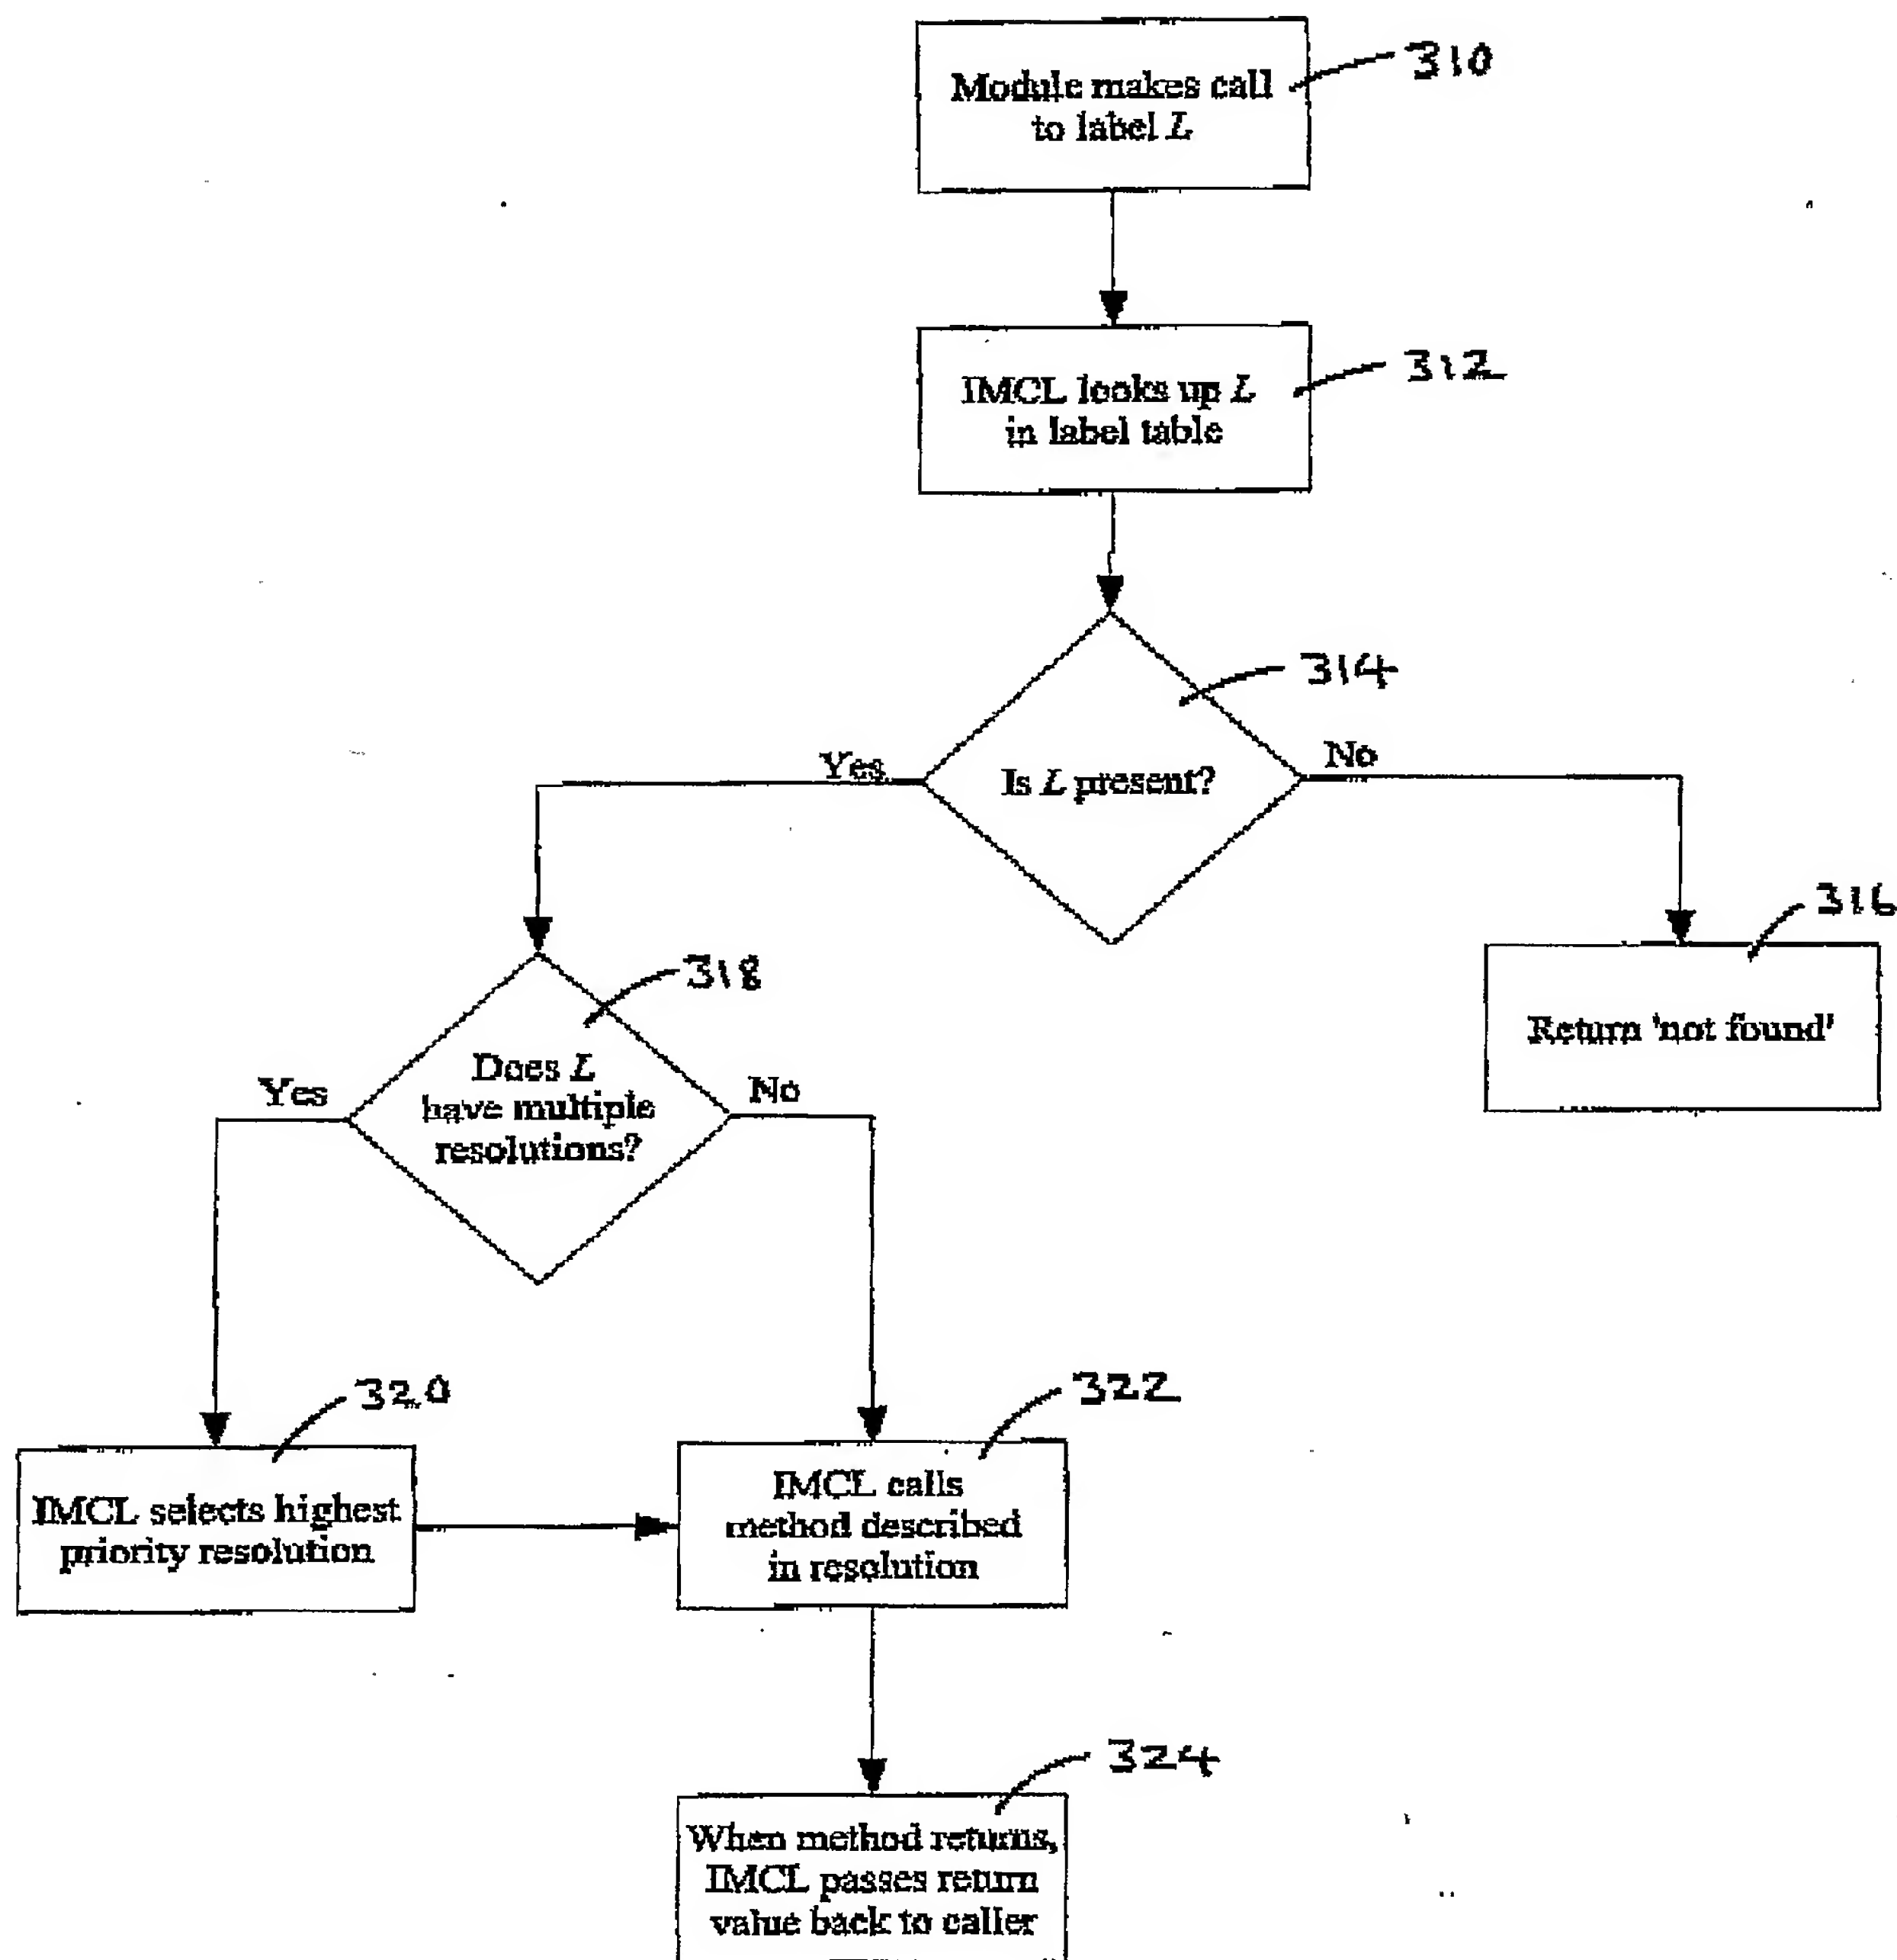 Module makes call
to label L
310
IMCL looks up L
in label table
312
314
Is L present?
Yes
No
316
Return 'not found'
318
Does L
have multiple
resolutions?
Yes
No
320
IMCL selects highest
priority resolution
322
IMCL calls
method described
in resolution
324
When method returns,
IMCL passes return
value back to caller